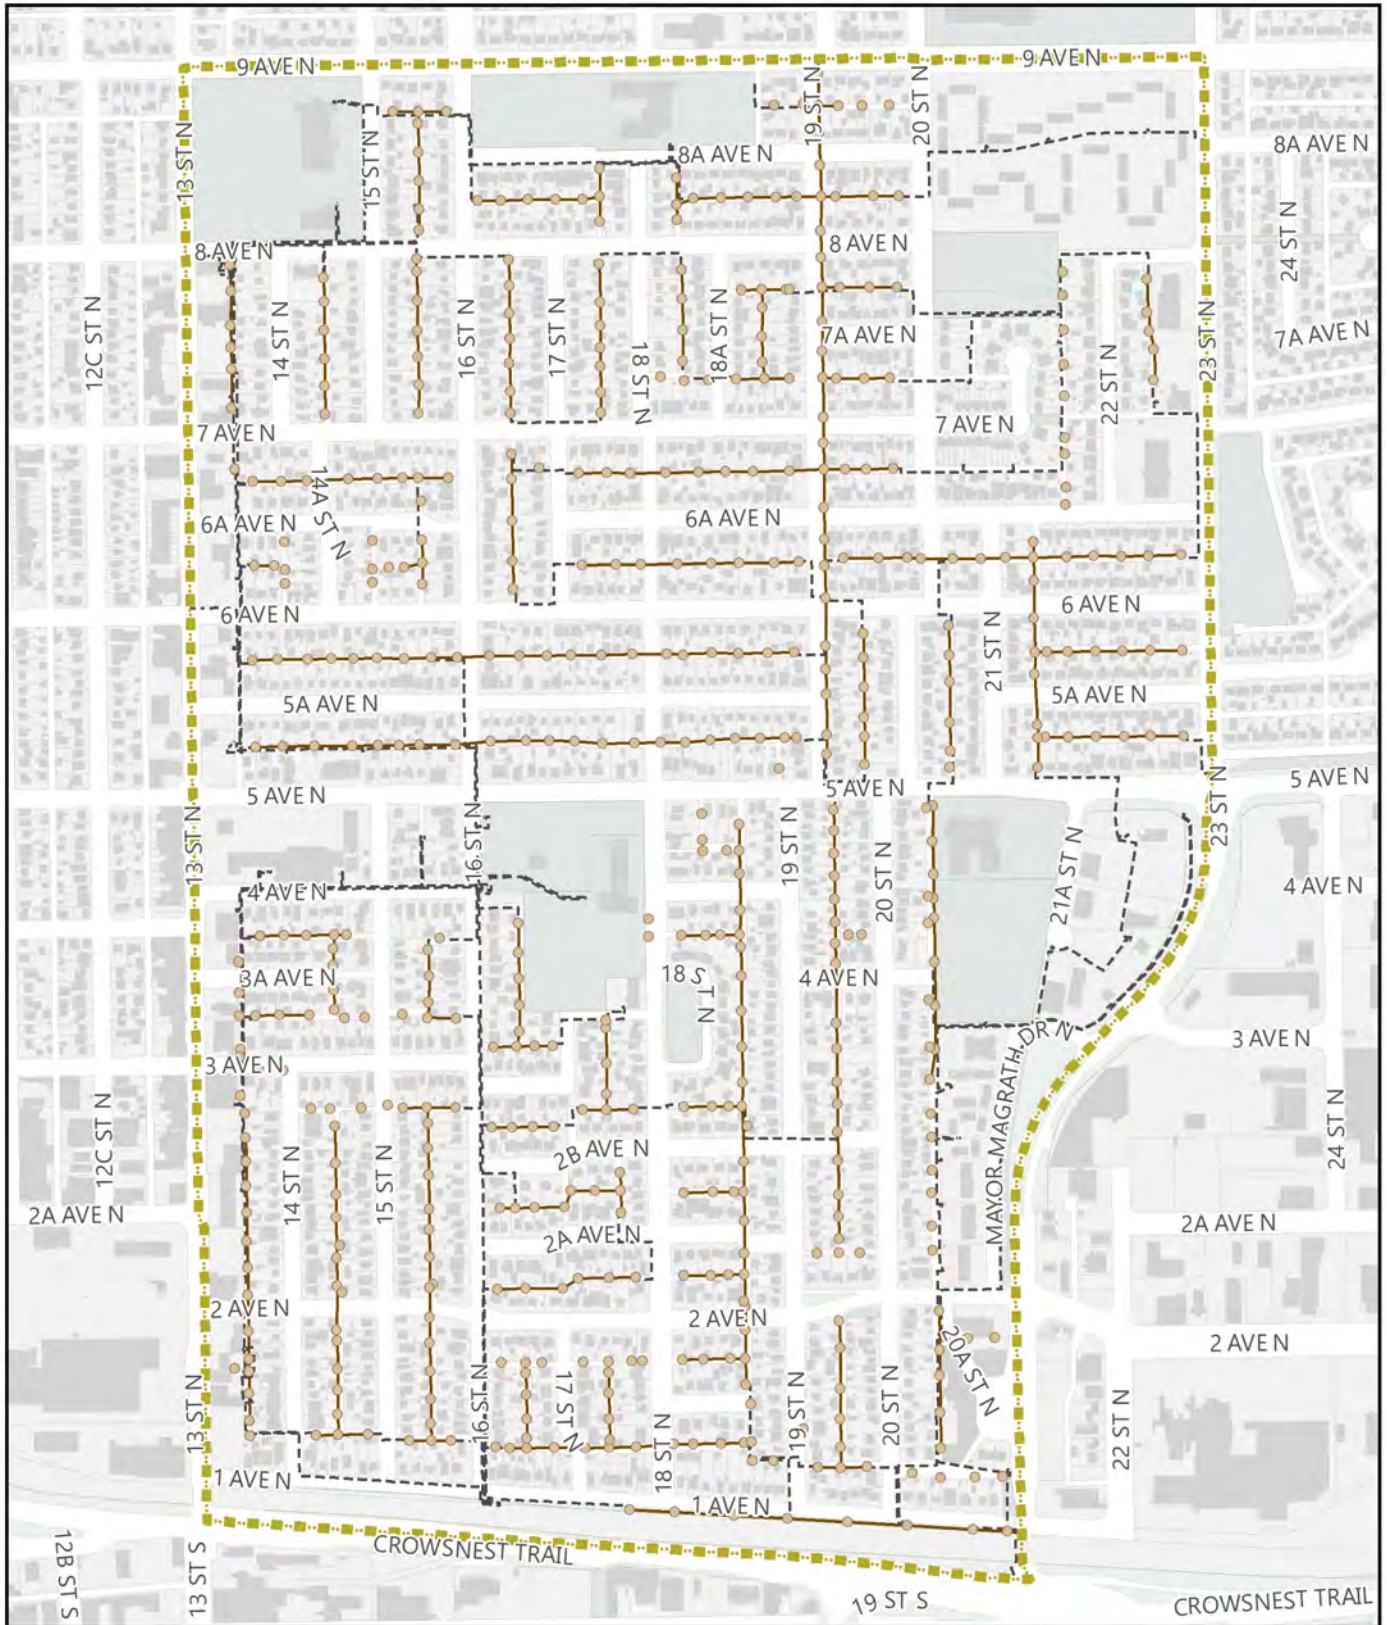 9 AVE N
9 AVE N
19 ST N
20 ST N
13 ST N
15 ST N
8A AVE N
8A AVE N
24 ST N
8 AVE N
8 AVE N
12C ST N
14 ST N
16 ST N
17 ST N
18 ST N
18A ST N
7A AVE N
22 ST N
23 ST N
7A AVE N
7 AVE N
7 AVE N
14A ST N
6A AVE N
6A AVE N
6 AVE N
6 AVE N
21 ST N
5A AVE N
5A AVE N
5 AVE N
5 AVE N
5 AVE N
13 ST N
16 ST N
19 ST N
20 ST N
21A ST N
23 ST N
4 AVE N
4 AVE N
3A AVE N
18 ST N
4 AVE N
3 AVE N
MAYOR MAGRATH DR N
3 AVE N
12C ST N
14 ST N
15 ST N
2B AVE N
24 ST N
2A AVE N
2A AVE N
2A AVE N
2 AVE N
2 AVE N
2 AVE N
20A ST N
13 ST N
16 ST N
17 ST N
18 ST N
19 ST N
20 ST N
22 ST N
1 AVE N
1 AVE N
12B ST S
13 ST S
CROWSNEST TRAIL
19 ST S
CROWSNEST TRAIL